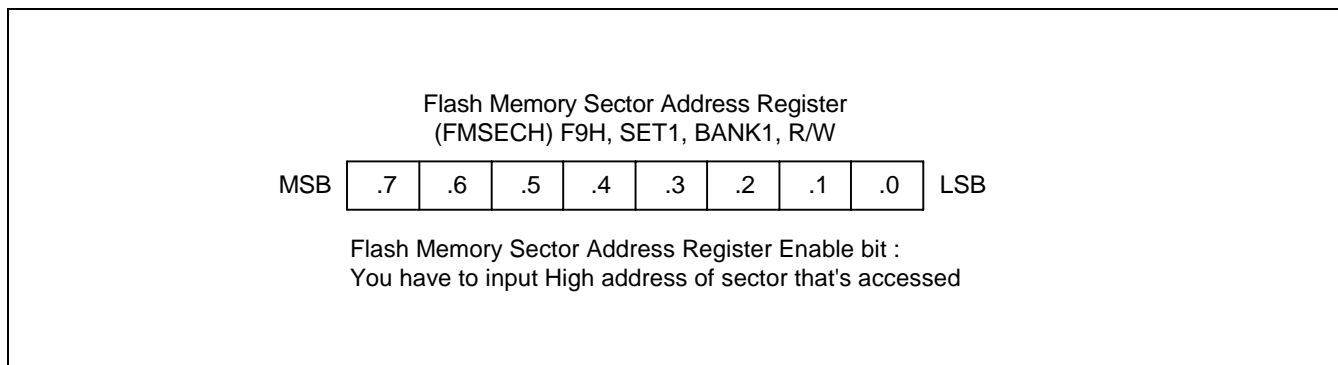 Flash Memory Sector Address Register
(FMSECH) F9H, SET1, BANK1, R/W
MSB .7 .6 .5 .4 .3 .2 .1 .0 LSB
Flash Memory Sector Address Register Enable bit :
You have to input High address of sector that's accessed